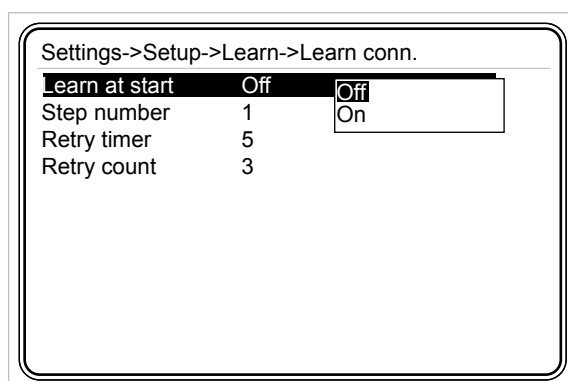 Settings->Setup->Learn->Learn conn.
Learn at start Off Off
Step number 1 On
Retry timer 5
Retry count 3